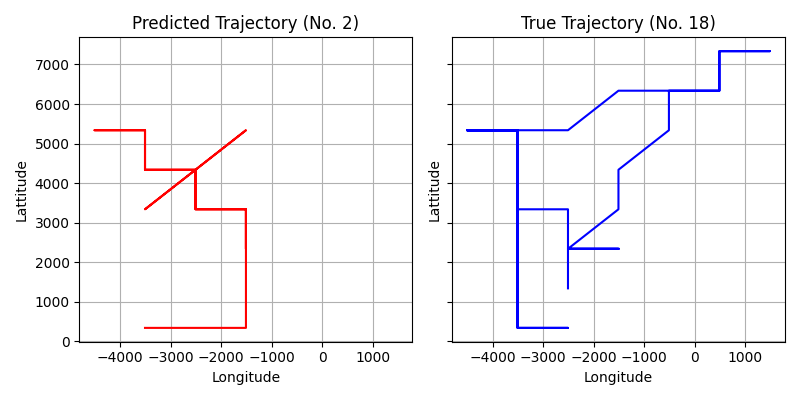 Predicted Trajectory (No. 2)
True Trajectory (No. 18)
7000
6000
5000
4000
3000
2000
1000
0
Lattitude
−4000 −3000 −2000 −1000 0 1000
Longitude
Lattitude
−4000 −3000 −2000 −1000 0 1000
Longitude